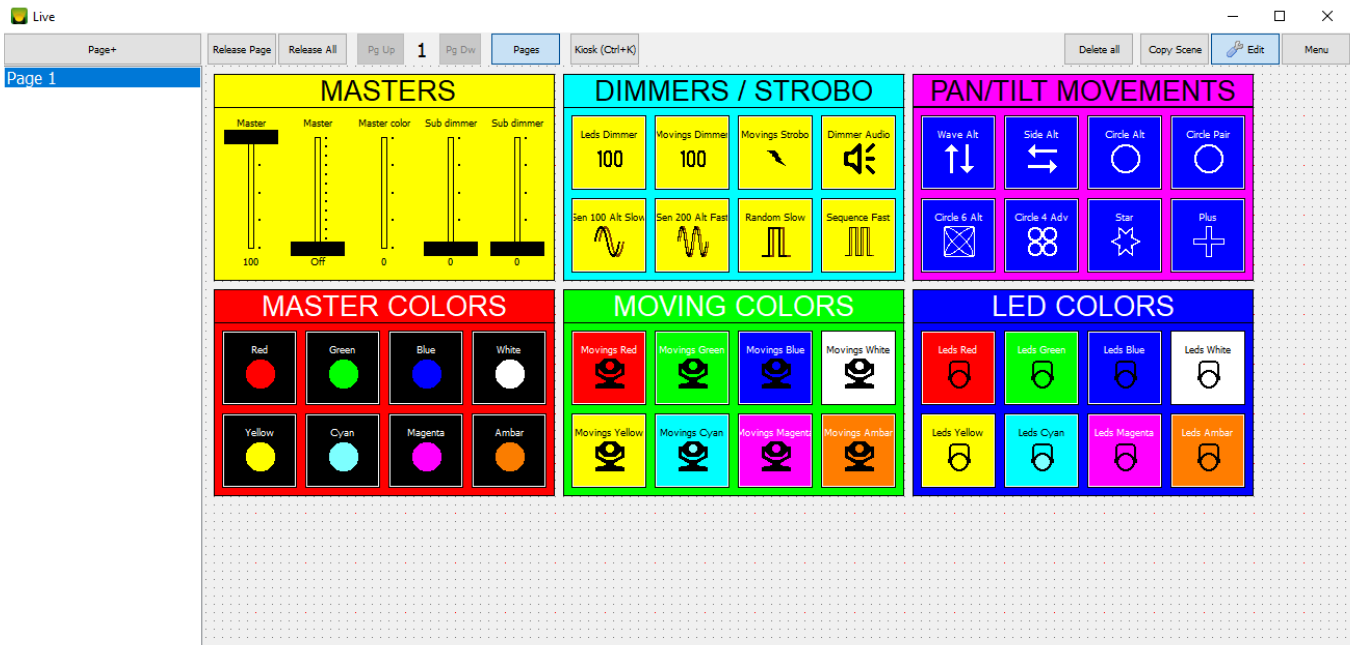 Live
Page+ Release Page Release All Pg Up 1 Pg Dw Pages Kiosk (Ctrl+K) Delete all Copy Scene Edit Menu
Page 1
MASTERS
Master Master Master color Sub dimmer Sub dimmer
100 Off 0 0 0
DIMMERS / STROBO
Leds Dimmer Movings Dimmer Movings Strobo Dimmer Audio
100 100
Sen 100 Alt Slow Sen 200 Alt Fast Random Slow Sequence Fast
PAN/TILT MOVEMENTS
Wave Alt Side Alt Circle Alt Circle Pair
Circle 6 Alt Circle 4 Adv Star Plus
MASTER COLORS
Red Green Blue White
Yellow Cyan Magenta Ambar
MOVING COLORS
Movings Red Movings Green Movings Blue Movings White
Movings Yellow Movings Cyan Movings Magenta Movings Ambar
LED COLORS
Leds Red Leds Green Leds Blue Leds White
Leds Yellow Leds Cyan Leds Magenta Leds Ambar